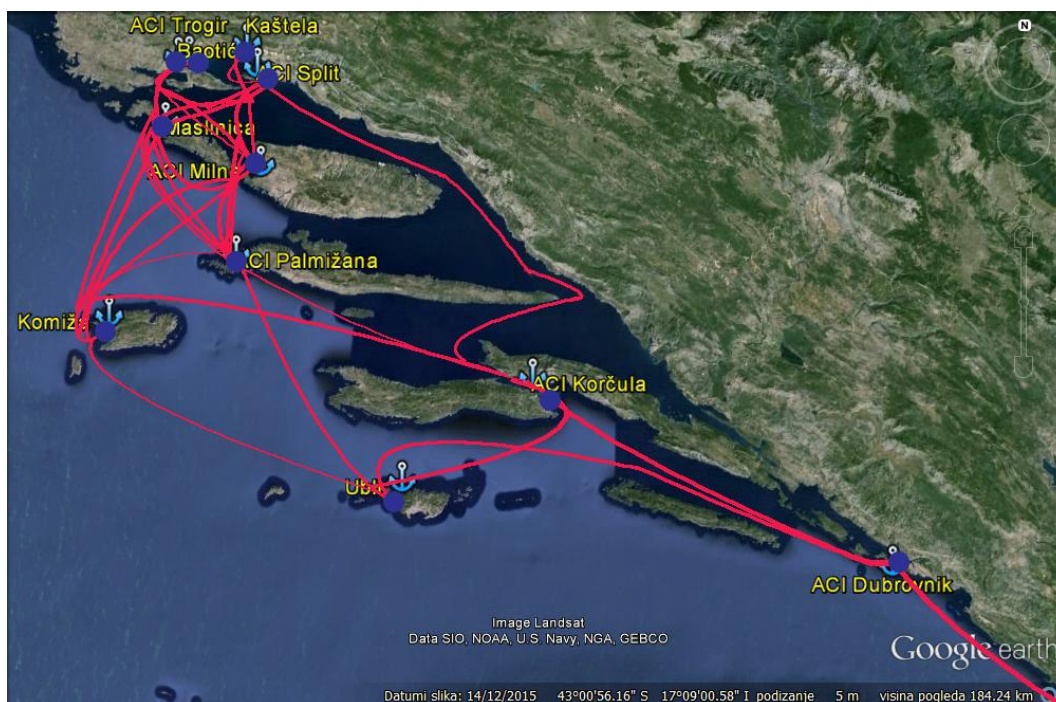 ACI Trogir Kaštela
Baotić
ACI Split
Maslinica
ACI Milna
ACI Palmižana
Komiža
ACI Korčula
Ubli
ACI Dubrovnik
N
Image Landsat
Data SIO, NOAA, U.S. Navy, NGA, GEBCO
Google earth
Datumi slika: 14/12/2015 43°00'56.16" S 17°09'00.58" I podizanje 5 m visina pogleda 184.24 km